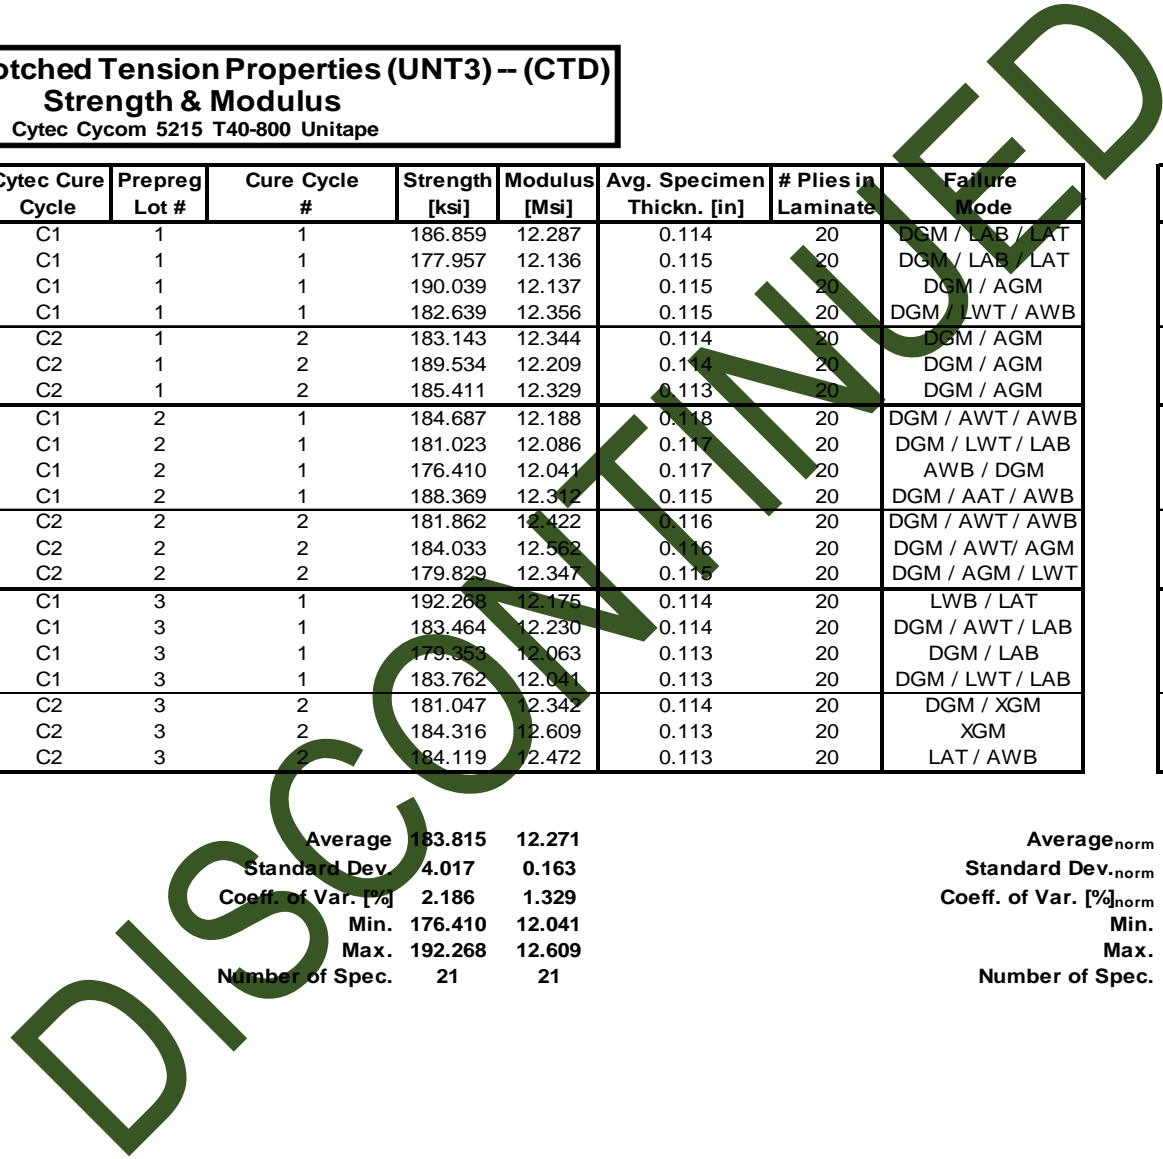 otched Tension Properties (UNT3) -- (CTD)
Strength & Modulus
Cytec Cycom 5215 T40-800 Unitape
Cytec Cure Prepreg Cure Cycle Strength Modulus Avg. Specimen # Plies in Failure
Cycle Lot # # [ksi] [Msi] Thickn. [in] Laminate Mode
C1 1 1 186.859 12.287 0.114 20 DGM / LAB / LAT
C1 1 1 177.957 12.136 0.115 20 DGM / LAB / LAT
C1 1 1 190.039 12.137 0.115 20 DGM / AGM
C1 1 1 182.639 12.356 0.115 20 DGM / LWT / AWB
C2 1 2 183.143 12.344 0.114 20 DGM / AGM
C2 1 2 189.534 12.209 0.114 20 DGM / AGM
C2 1 2 185.411 12.329 0.113 20 DGM / AGM
C1 2 1 184.687 12.188 0.118 20 DGM / AWT / AWB
C1 2 1 181.023 12.086 0.117 20 DGM / LWT / LAB
C1 2 1 176.410 12.041 0.117 20 AWB / DGM
C1 2 1 188.369 12.312 0.115 20 DGM / AAT / AWB
C2 2 2 181.862 12.422 0.116 20 DGM / AWT / AWB
C2 2 2 184.033 12.562 0.116 20 DGM / AWT/ AGM
C2 2 2 179.829 12.347 0.115 20 DGM / AGM / LWT
C1 3 1 192.268 12.175 0.114 20 LWB / LAT
C1 3 1 183.464 12.230 0.114 20 DGM / AWT / LAB
C1 3 1 179.353 12.063 0.113 20 DGM / LAB
C1 3 1 183.762 12.041 0.113 20 DGM / LWT / LAB
C2 3 2 181.047 12.342 0.114 20 DGM / XGM
C2 3 2 184.316 12.609 0.113 20 XGM
C2 3 2 184.119 12.472 0.113 20 LAT / AWB
Average 183.815 12.271 Averagenorm
Standard Dev. 4.017 0.163 Standard Dev.norm
Coeff. of Var. [%] 2.186 1.329 Coeff. of Var. [%]norm
Min. 176.410 12.041 Min.
Max. 192.268 12.609 Max.
Number of Spec. 21 21 Number of Spec.
DISCONTINUED